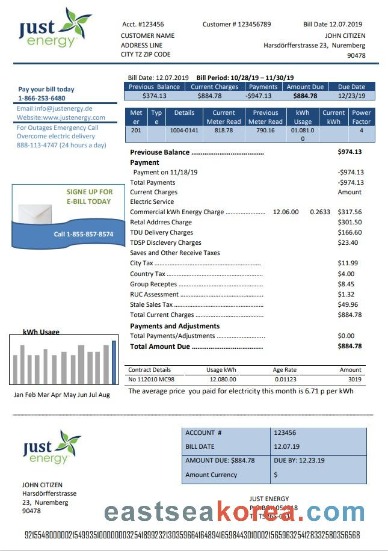 just energy
Acct. #123456 Customer # 123456789 Bill Date 12.07.2019
CUSTOMER NAME JOHN CITIZEN
ADDRESS LINE Harsdörfferstrasse 23, Nuremberg
CITY TZ ZIP CODE 90478
Bill Date: 12.07.2019 Bill Period: 10/28/19 – 11/30/19
Previous Balance Current Charges Payments Amount Due Due Date
$374.13 $884.78 -$947.13 $884.78 12/23/19
Pay your bill today
1-866-253-6480
Email info@justenergy.de
Website:www.justenergy.com
For Outages Emergency Call
Overcome electric delivery
888-113-4747 (24 hours a day)
Meter Type Details Current Meter Read Previous Meter Read kWh Usage Current kWh Power Factor
201 1004-0141 818.78 790.16 01.081.00 4
Previouse Balance $974.13
Payment
Payment on 11/18/19 -$974.13
Total Payments -$974.13
Current Charges Amount
Electric Service
Commercial kWh Energy Charge 12.06.00 0.2633 $317.56
Retal Addires Charge $301.50
TDU Delivery Charges $166.60
TDSP Disclevery Charges $23.40
Saves and Other Receive Taxes
City Tax $11.99
Country Tax $4.00
Group Receptes $8.45
RUC Assessment $1.32
Stale Sales Tax $49.96
Total Current Charges $884.78
Payments and Adjustments
Total Payments/Adjustments $0.00
Total Amount Due $884.78
SIGN UP FOR
E-BILL TODAY
Call 1-855-857-8574
kWh Usage
Jan Feb Mar Apr May Jun Jul Aug
Contract Details Usage kWh Age Rate Amount
No 112010 MC98 12,080.00 0.01123 3019
The average price you paid for electricity this month is 6.71 p per kWh
just energy
ACCOUNT # 123456
BILL DATE 12.07.19
AMOUNT DUE: $884.78 DUE BY: 12.23.19
Amount Currency $
JOHN CITIZEN
Harsdörfferstrasse
23, Nuremberg
90478
JUST ENERGY
eastseakorea.com